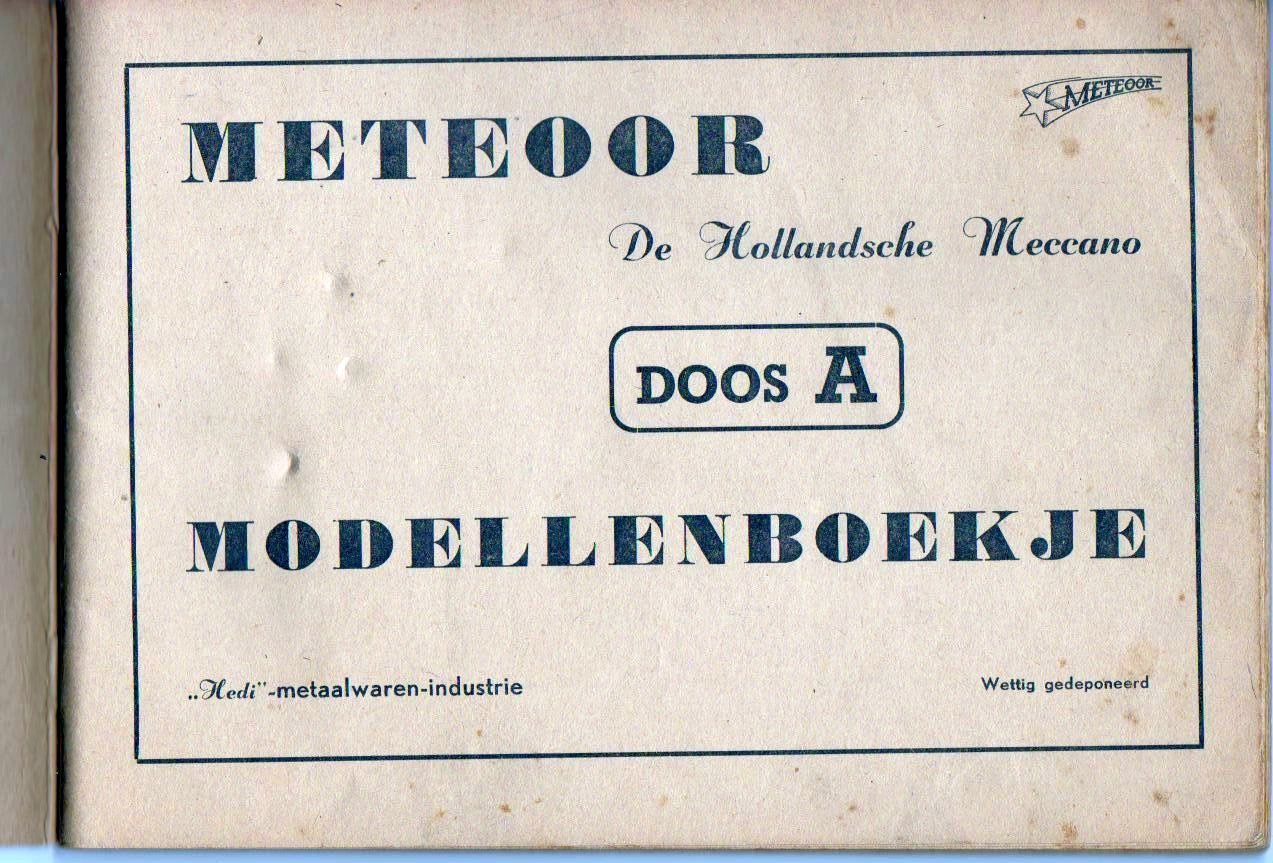 METEOOR
METEOOR
De Hollandsche Meccano
DOOS A
MODELLENBOEKJE
„Hedi”-metaalwaren-industrie
Wettig gedeponeerd